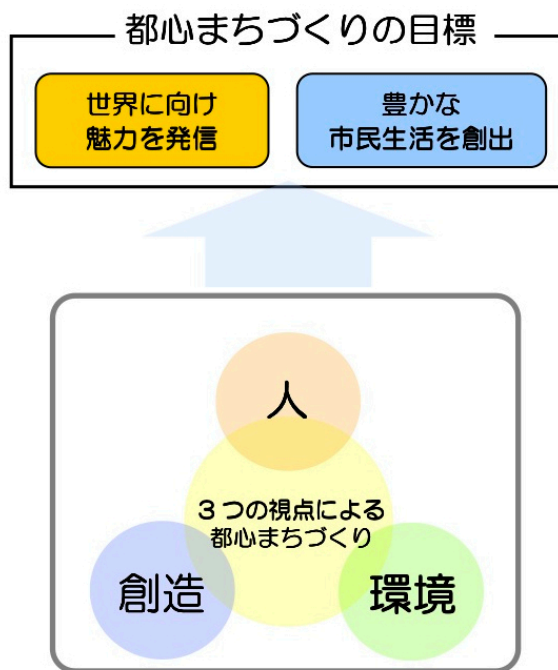 都心まちづくりの目標
世界に向け
魅力を発信
豊かな
市民生活を創出
人
3つの視点による
都心まちづくり
創造
環境